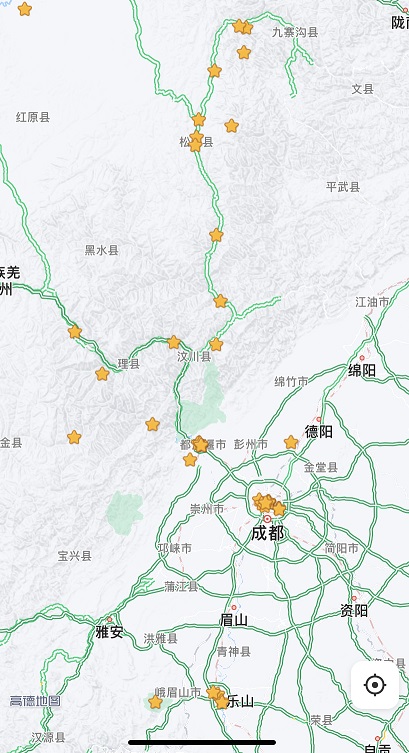 陇南
九寨沟县
文县
红原县
松 县
平武县
黑水县
族羌
州
江油市
汶川县
理县
绵阳
绵竹市
德阳
都 堰市
彭州市
金县
金堂县
崇州市
成都
邛崃市
简阳市
宝兴县
蒲江县
资阳
眉山
雅安
洪雅县
青神县
峨眉山市
高德地图
乐山
荣县
汉源县
自贡